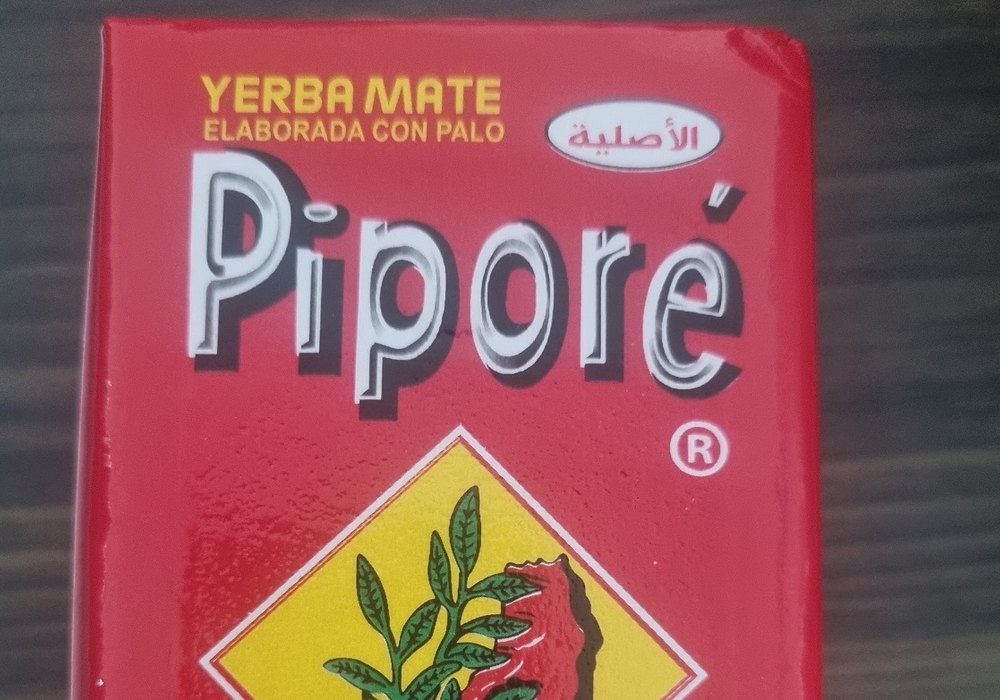 YERBA MATE
ELABORADA CON PALO
الأصلية
Piporé
®